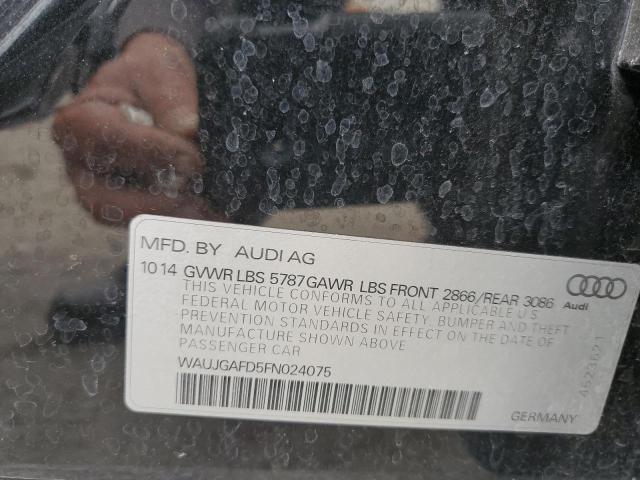 MFD. BY AUDI AG
10 14 GVWR LBS 5787 GAWR LBS FRONT 2866/REAR 3086
THIS VEHICLE CONFORMS TO ALL APPLICABLE U.S
FEDERAL MOTOR VEHICLE SAFETY, BUMPER AND THEFT
PREVENTION STANDARDS IN EFFECT ON THE DATE OF
MANUFACTURE SHOWN ABOVE
PASSENGER CAR
WAUJGAFD5FN024075
Audi
4523621
GERMANY